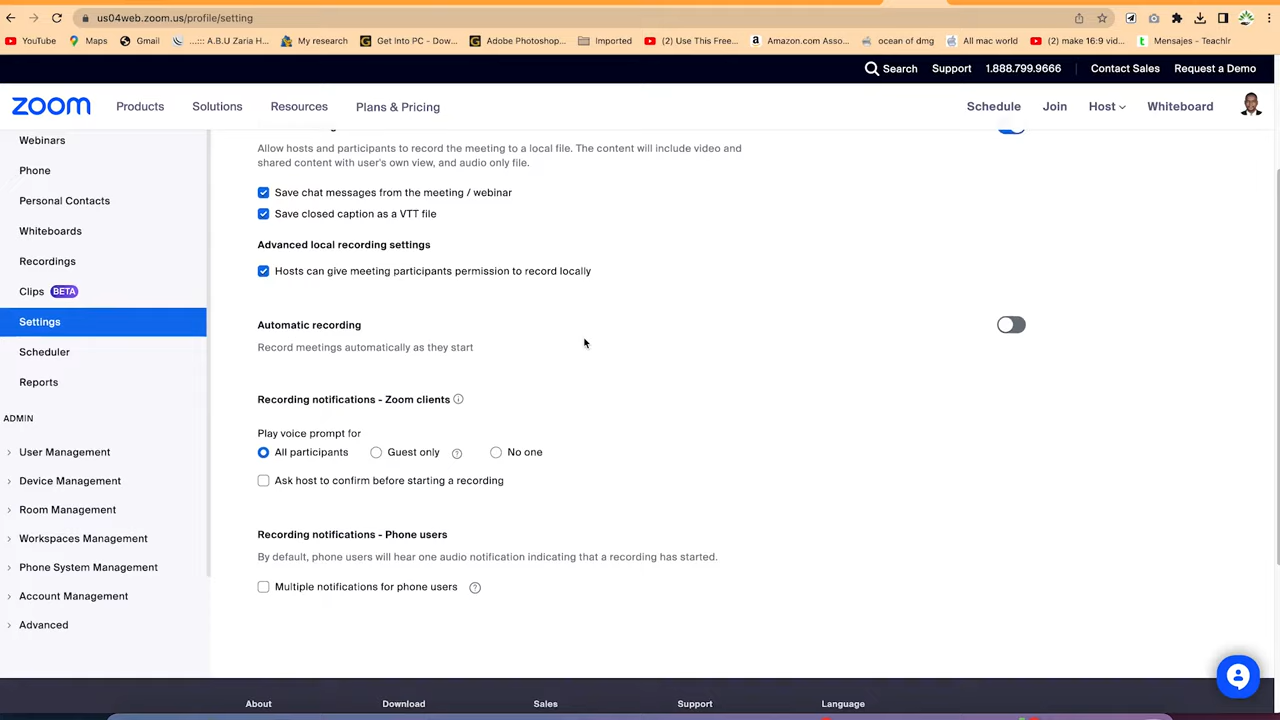 us04web.zoom.us/profile/setting
YouTube Maps Gmail ...::: A.B.U Zaria H... My research Get Into PC - Dow... Adobe Photoshop... Imported (2) Use This Free... Amazon.com Asso... ocean of dmg All mac world (2) make 16:9 vid... Mensajes - Teachlr
Search Support 1.888.799.9666 Contact Sales Request a Demo
zoom Products Solutions Resources Plans & Pricing Schedule Join Host Whiteboard
Webinars
Phone
Personal Contacts
Whiteboards
Recordings
Clips BETA
Settings
Scheduler
Reports
ADMIN
User Management
Device Management
Room Management
Workspaces Management
Phone System Management
Account Management
Advanced
Allow hosts and participants to record the meeting to a local file. The content will include video and
shared content with user's own view, and audio only file.
Save chat messages from the meeting / webinar
Save closed caption as a VTT file
Advanced local recording settings
Hosts can give meeting participants permission to record locally
Automatic recording
Record meetings automatically as they start
Recording notifications - Zoom clients
Play voice prompt for
All participants Guest only No one
Ask host to confirm before starting a recording
Recording notifications - Phone users
By default, phone users will hear one audio notification indicating that a recording has started.
Multiple notifications for phone users
About Download Sales Support Language